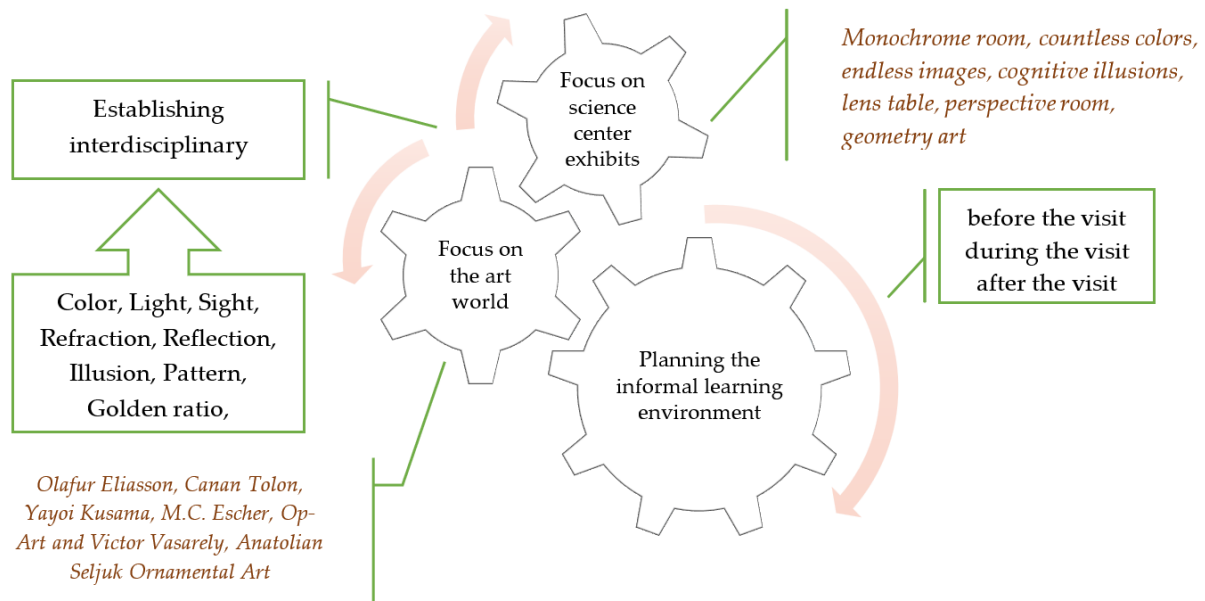 Establishing
interdisciplinary
Color, Light, Sight,
Refraction, Reflection,
Illusion, Pattern,
Golden ratio,
Olafur Eliasson, Canan Tolon,
Yayoi Kusama, M.C. Escher, Op-
Art and Victor Vasarely, Anatolian
Seljuk Ornamental Art
Focus on
science
center
exhibits
Focus on
the art
world
Planning the
informal learning
environment
Monochrome room, countless colors,
endless images, cognitive illusions,
lens table, perspective room,
geometry art
before the visit
during the visit
after the visit